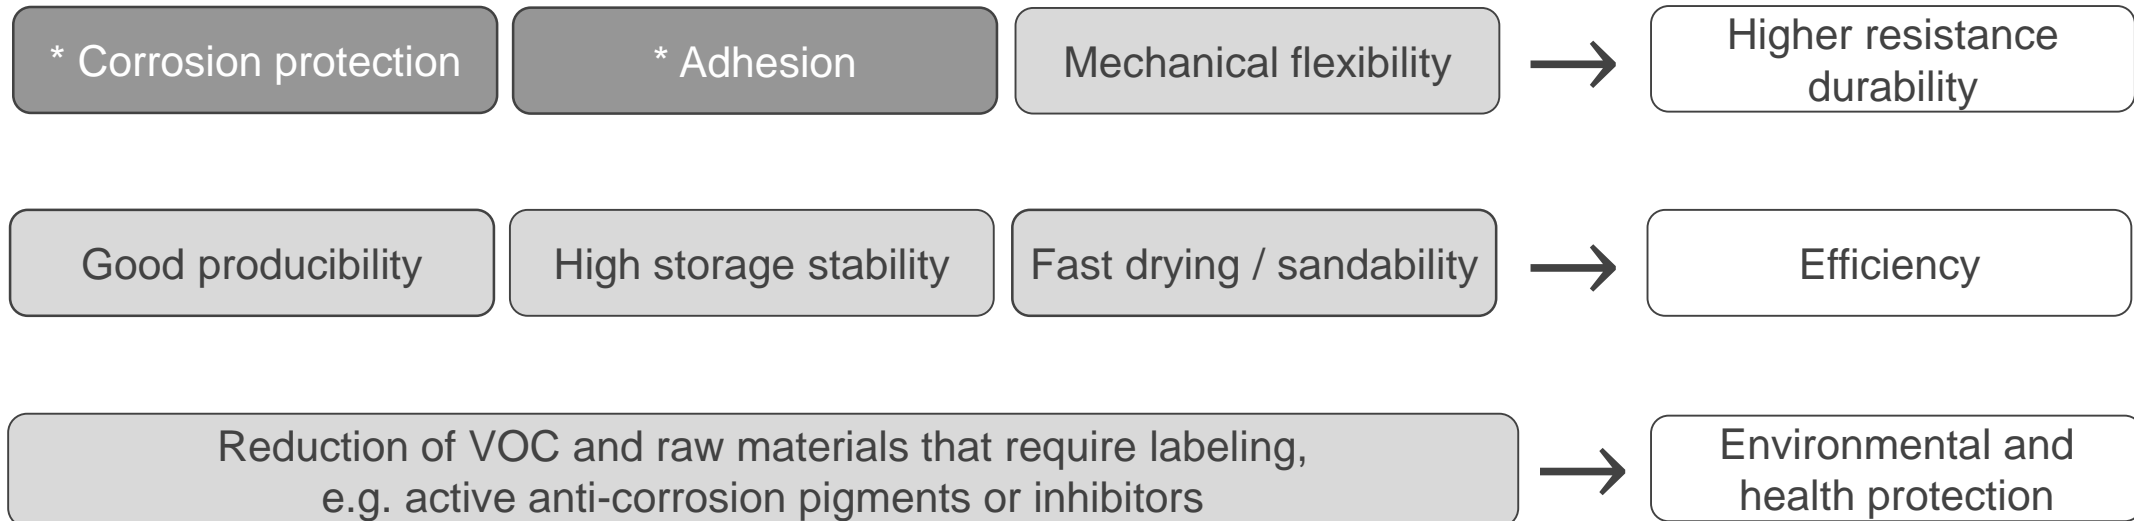 * Corrosion protection
* Adhesion
Mechanical flexibility
Higher resistance
durability
Good producibility
High storage stability
Fast drying / sandability
Efficiency
Reduction of VOC and raw materials that require labeling,
e.g. active anti-corrosion pigments or inhibitors
Environmental and
health protection